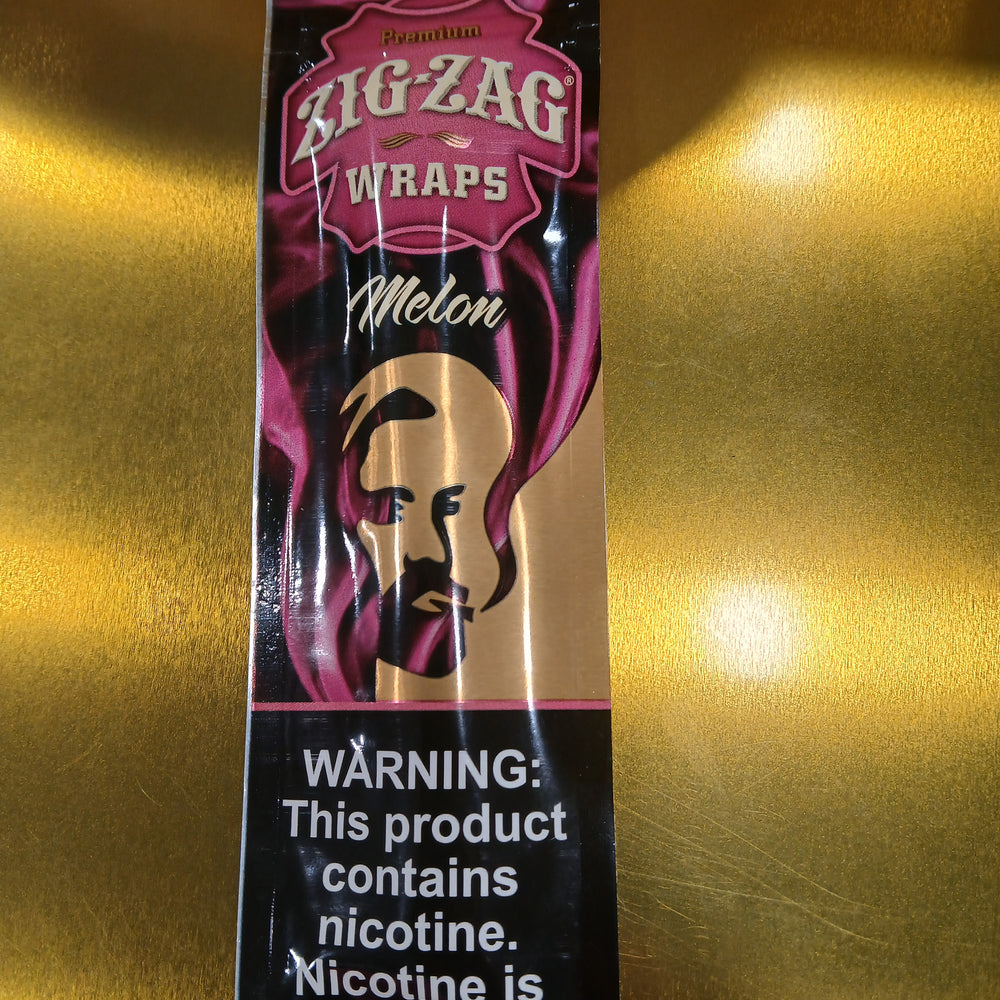 Premium
ZIG-ZAG®
WRAPS
Melon
WARNING:
This product
contains
nicotine.
Nicotine is